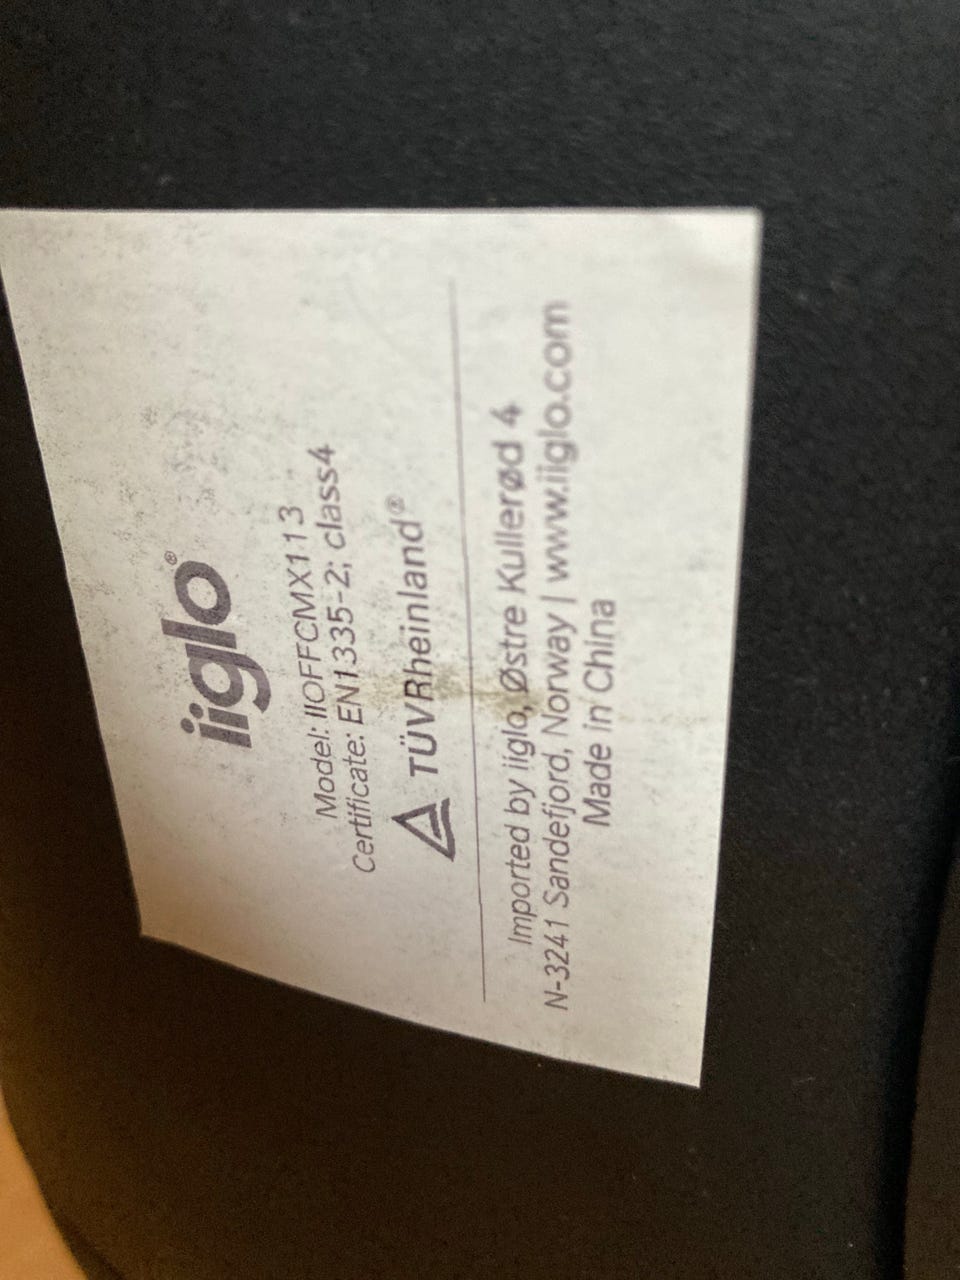 iiglo®
Model: IIOFFCMX113
Certificate: EN1335-2; class4
TÜVRheinland®
Imported by iiglo, Østre Kullerød 4
N-3241 Sandefjord, Norway | www.iiglo.com
Made in China